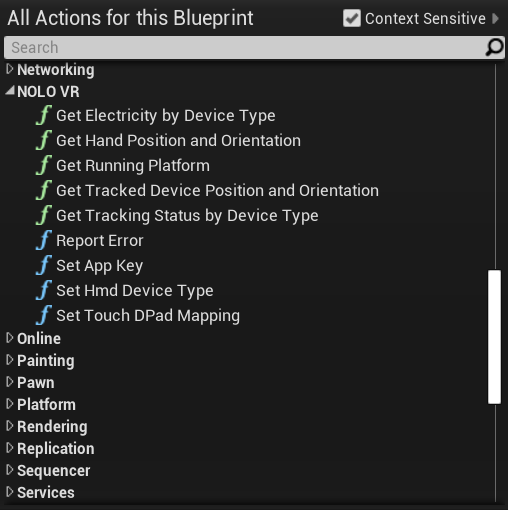 All Actions for this Blueprint Context Sensitive
Search
Networking
NOLO VR
Get Electricity by Device Type
Get Hand Position and Orientation
Get Running Platform
Get Tracked Device Position and Orientation
Get Tracking Status by Device Type
Report Error
Set App Key
Set Hmd Device Type
Set Touch DPad Mapping
Online
Painting
Pawn
Platform
Rendering
Replication
Sequencer
Services